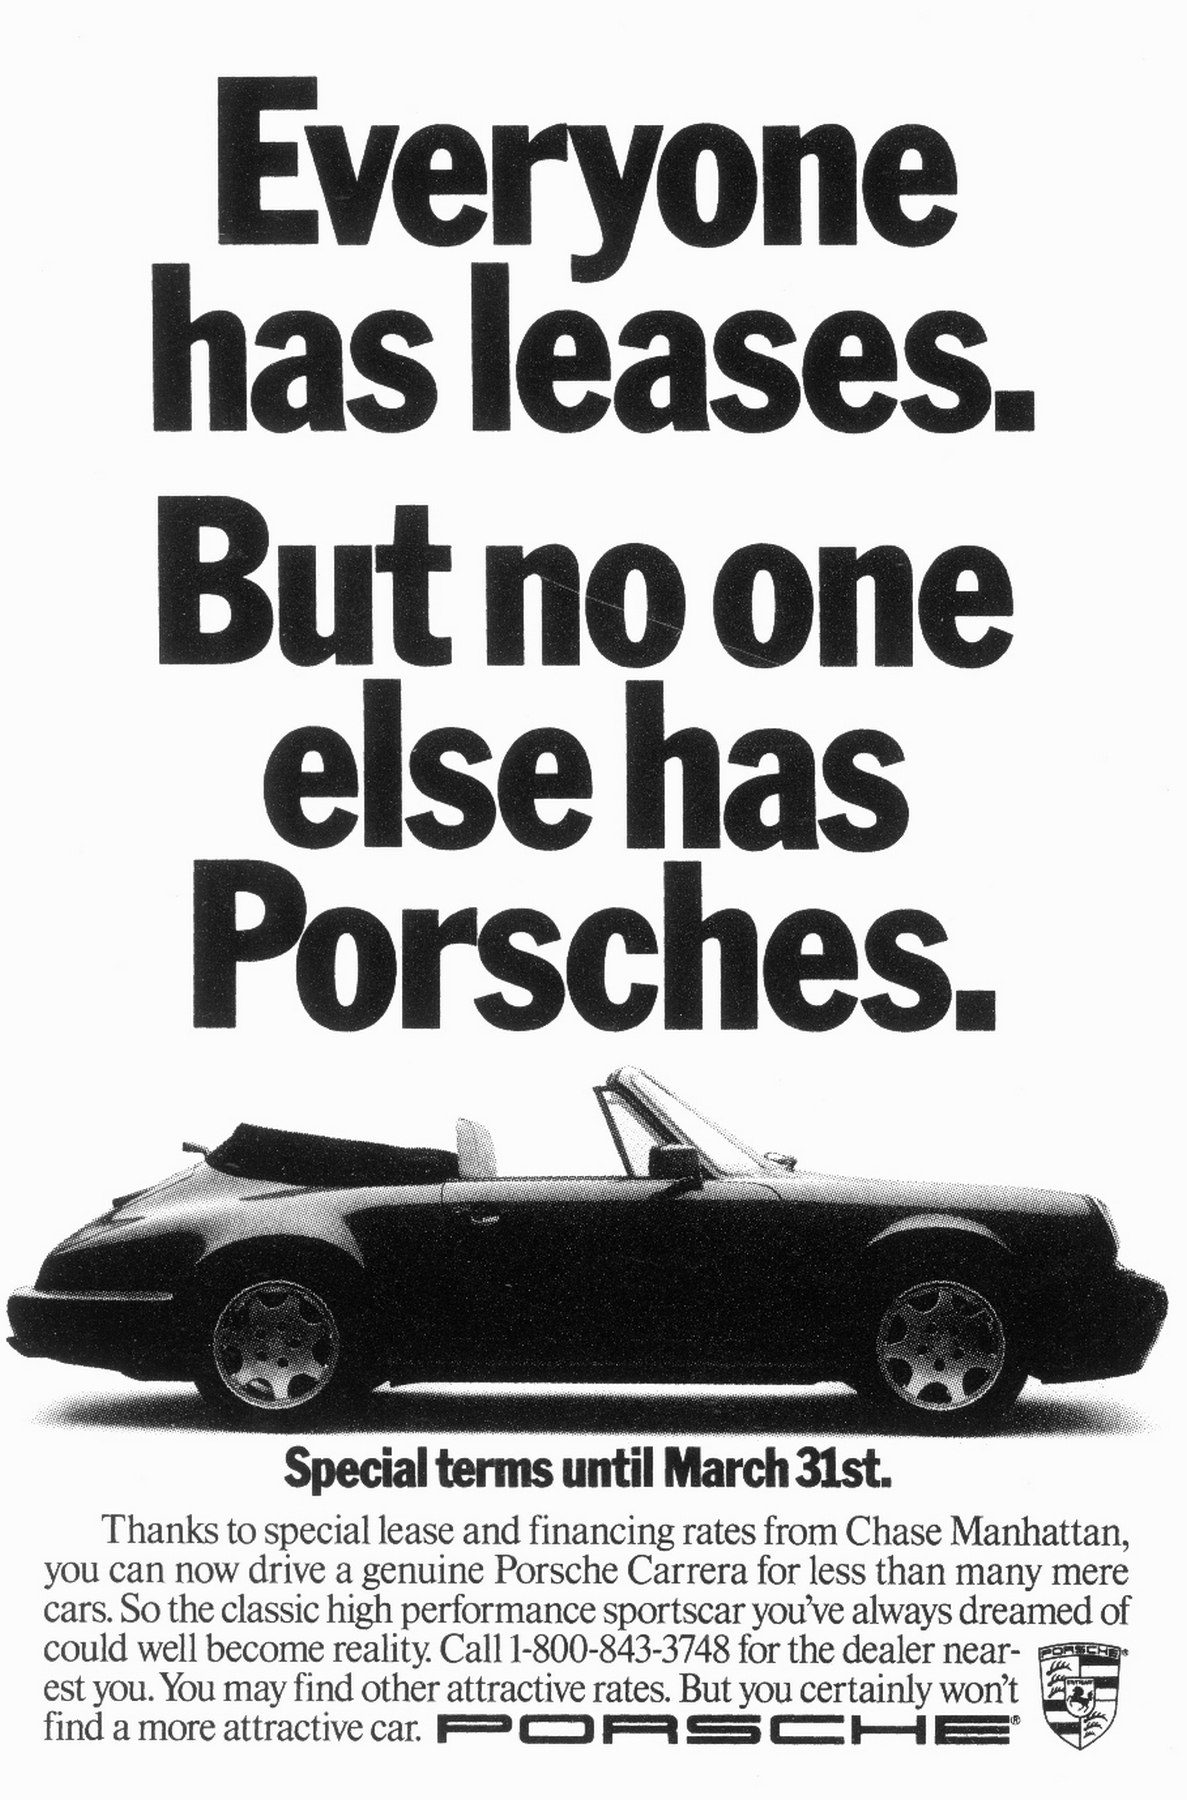 Everyone
has leases.
But no one
else has
Porsches.
Special terms until March 31st.
Thanks to special lease and financing rates from Chase Manhattan,
you can now drive a genuine Porsche Carrera for less than many mere
cars. So the classic high performance sportscar you've always dreamed of
could well become reality. Call 1-800-843-3748 for the dealer near-
est you. You may find other attractive rates. But you certainly won't
find a more attractive car. PORSCHE®
PORSCHE®